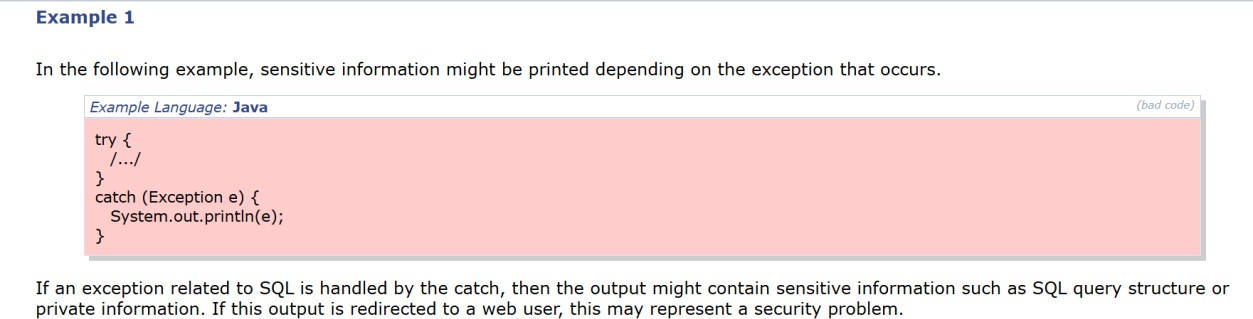 Example 1
In the following example, sensitive information might be printed depending on the exception that occurs.
Example Language: Java (bad code)
try {
/.../
}
catch (Exception e) {
System.out.println(e);
}
If an exception related to SQL is handled by the catch, then the output might contain sensitive information such as SQL query structure or
private information. If this output is redirected to a web user, this may represent a security problem.